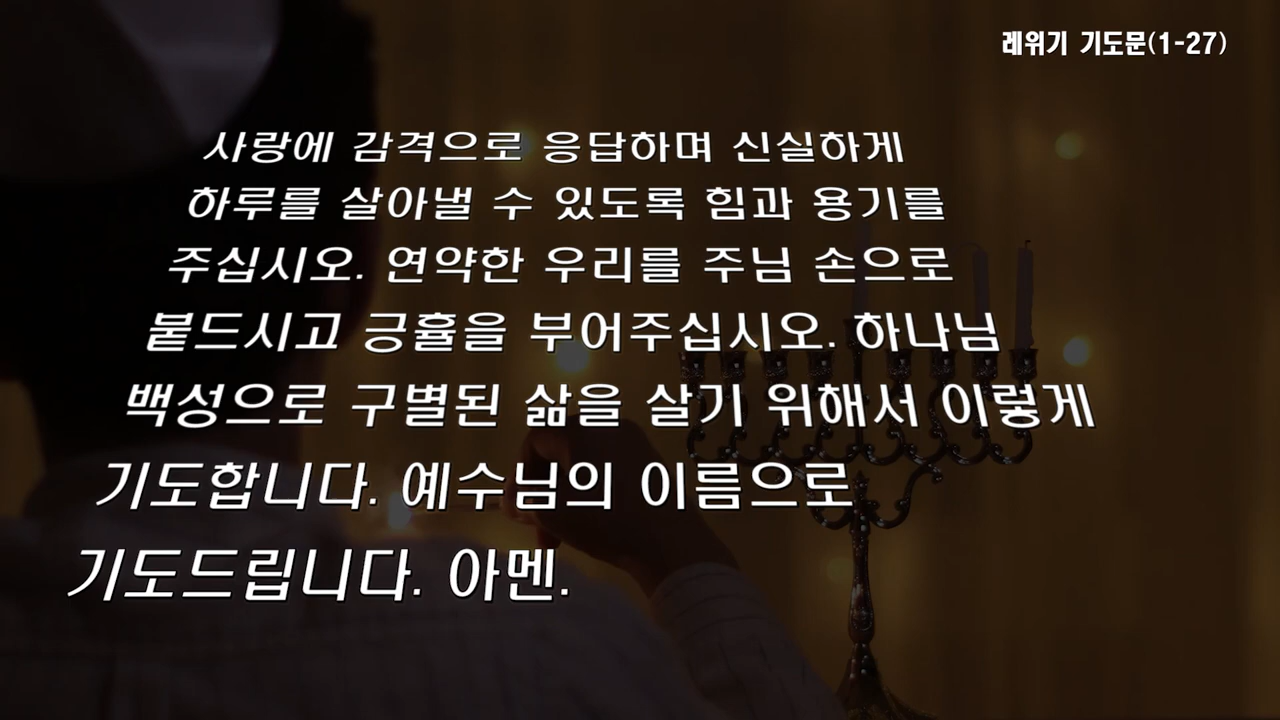 레위기 기도문(1-27)
사랑에 감격으로 응답하며 신실하게
하루를 살아낼 수 있도록 힘과 용기를
주십시오. 연약한 우리를 주님 손으로
붙드시고 긍휼을 부어주십시오. 하나님
백성으로 구별된 삶을 살기 위해서 이렇게
기도합니다. 예수님의 이름으로
기도드립니다. 아멘.